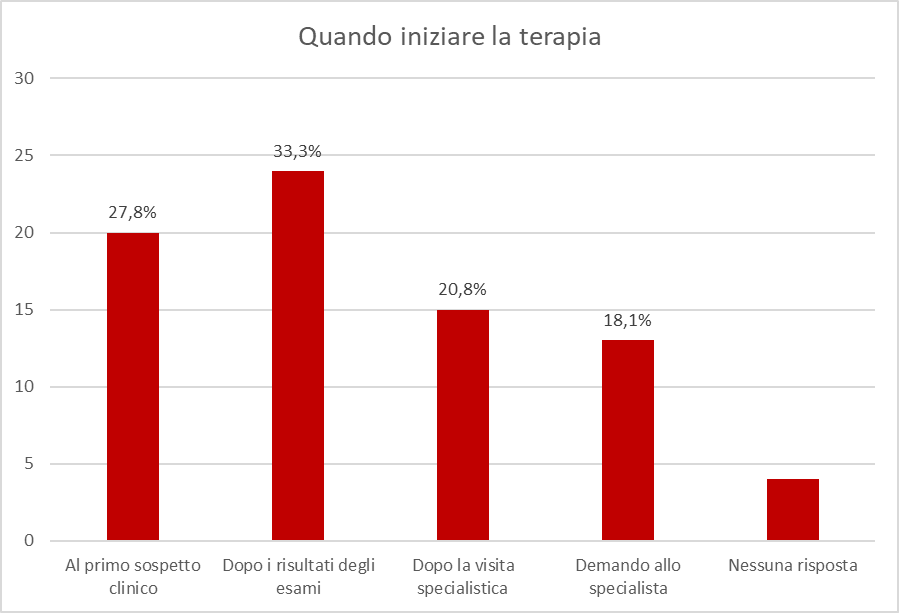 Quando iniziare la terapia
30
25
20
15
10
5
0
27,8%
33,3%
20,8%
18,1%
Al primo sospetto
clinico
Dopo i risultati degli
esami
Dopo la visita
specialistica
Demando allo
specialista
Nessuna risposta